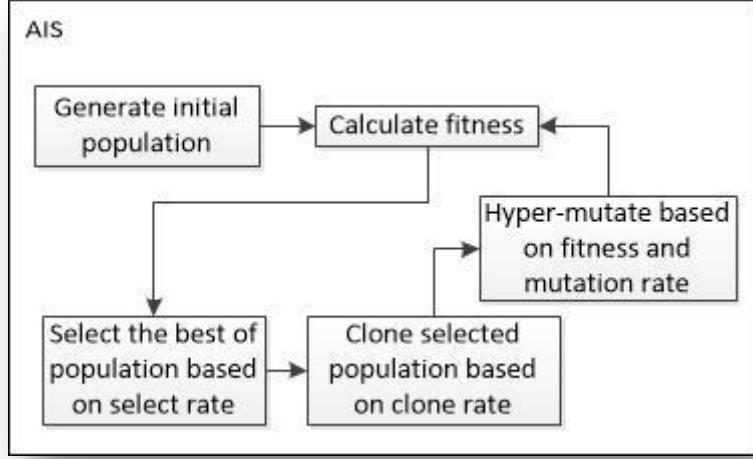 AIS
Generate initial
population
Calculate fitness
Hyper-mutate based
on fitness and
mutation rate
Select the best of
population based
on select rate
Clone selected
population based
on clone rate